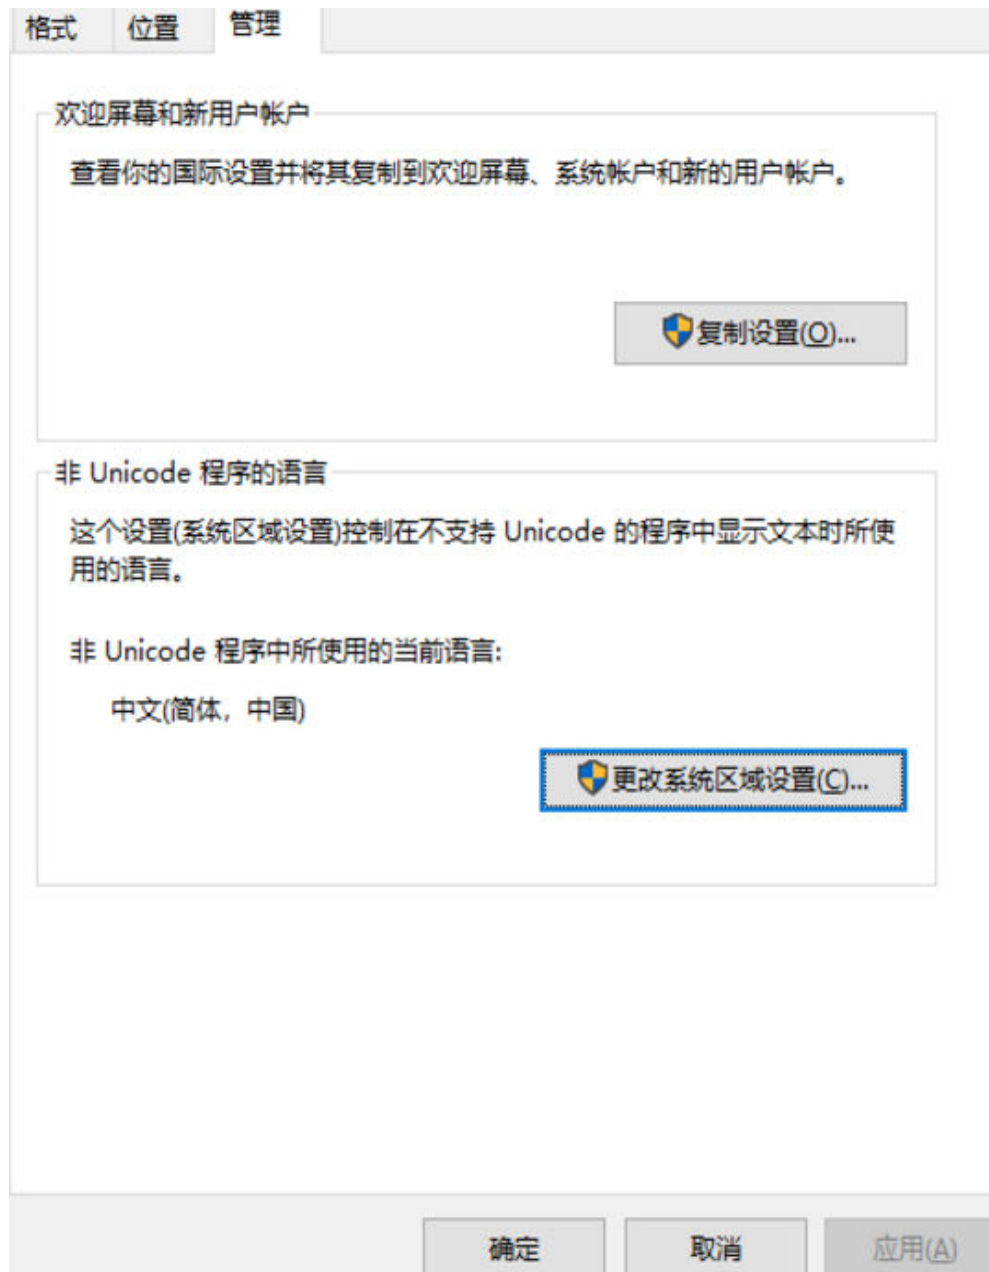 格式 位置 管理
欢迎屏幕和新用户帐户
查看你的国际设置并将其复制到欢迎屏幕、系统帐户和新的用户帐户。
复制设置(O)...
非 Unicode 程序的语言
这个设置(系统区域设置)控制在不支持 Unicode 的程序中显示文本时所使
用的语言。
非 Unicode 程序中所使用的当前语言:
中文(简体，中国)
更改系统区域设置(C)...
确定 取消 应用(A)